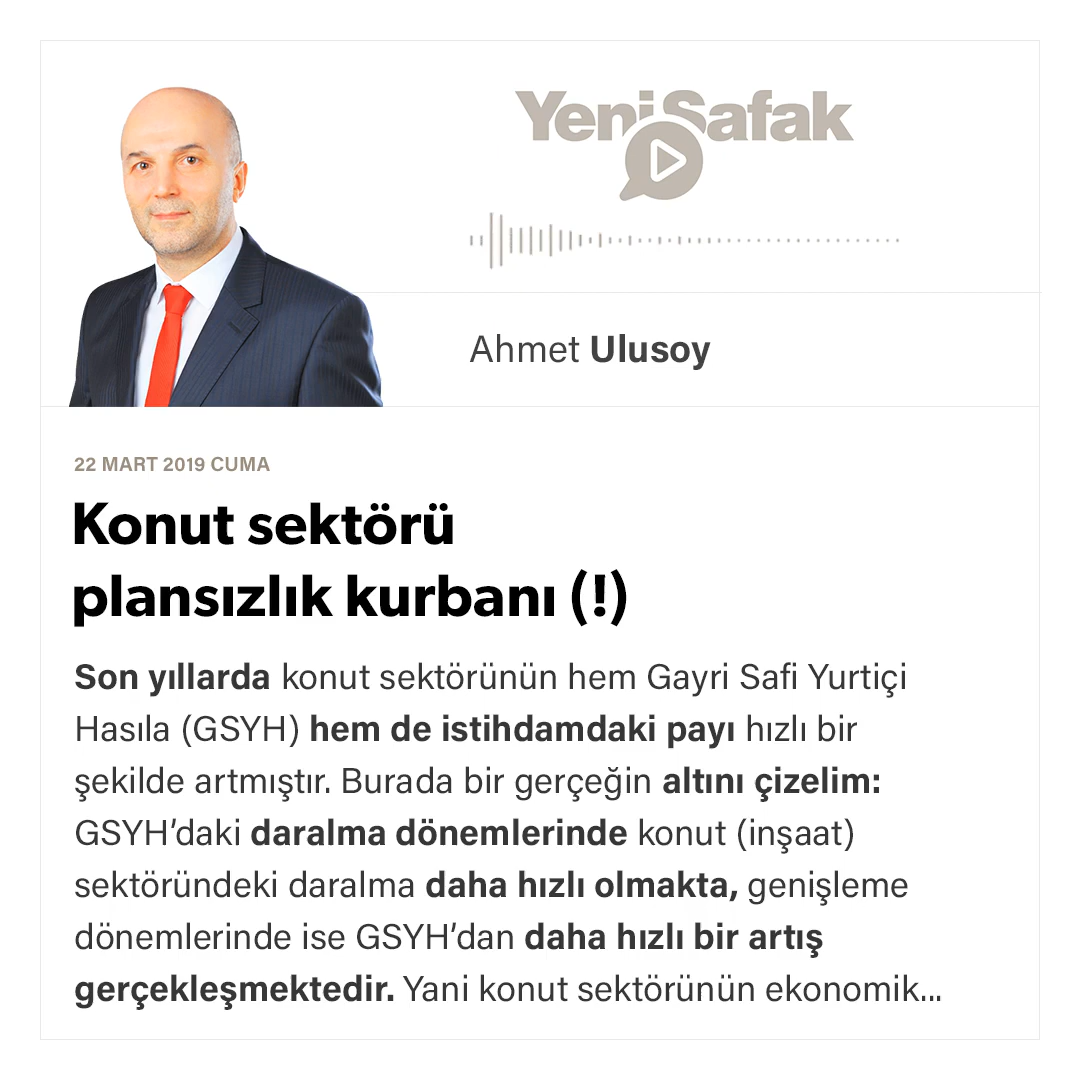 Yeni Şafak
Ahmet Ulusoy
22 MART 2019 CUMA
Konut sektörü
plansızlık kurbanı (!)
Son yıllarda konut sektörünün hem Gayri Safi Yurtiçi
Hasıla (GSYH) hem de istihdamdaki payı hızlı bir
şekilde artmıştır. Burada bir gerçeğin altını çizelim:
GSYH’daki daralma dönemlerinde konut (inşaat)
sektöründeki daralma daha hızlı olmakta, genişleme
dönemlerinde ise GSYH’dan daha hızlı bir artış
gerçekleşmektedir. Yani konut sektörünün ekonomik...